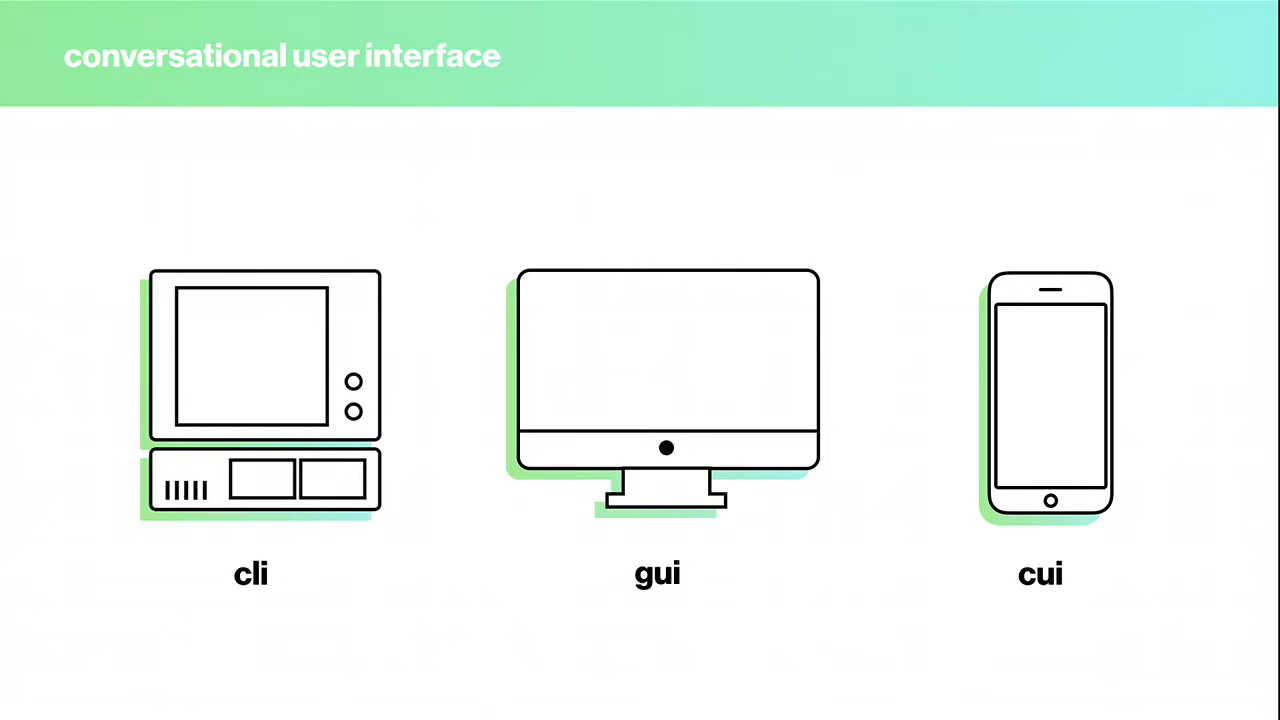 conversational user interface
cli
gui
cui